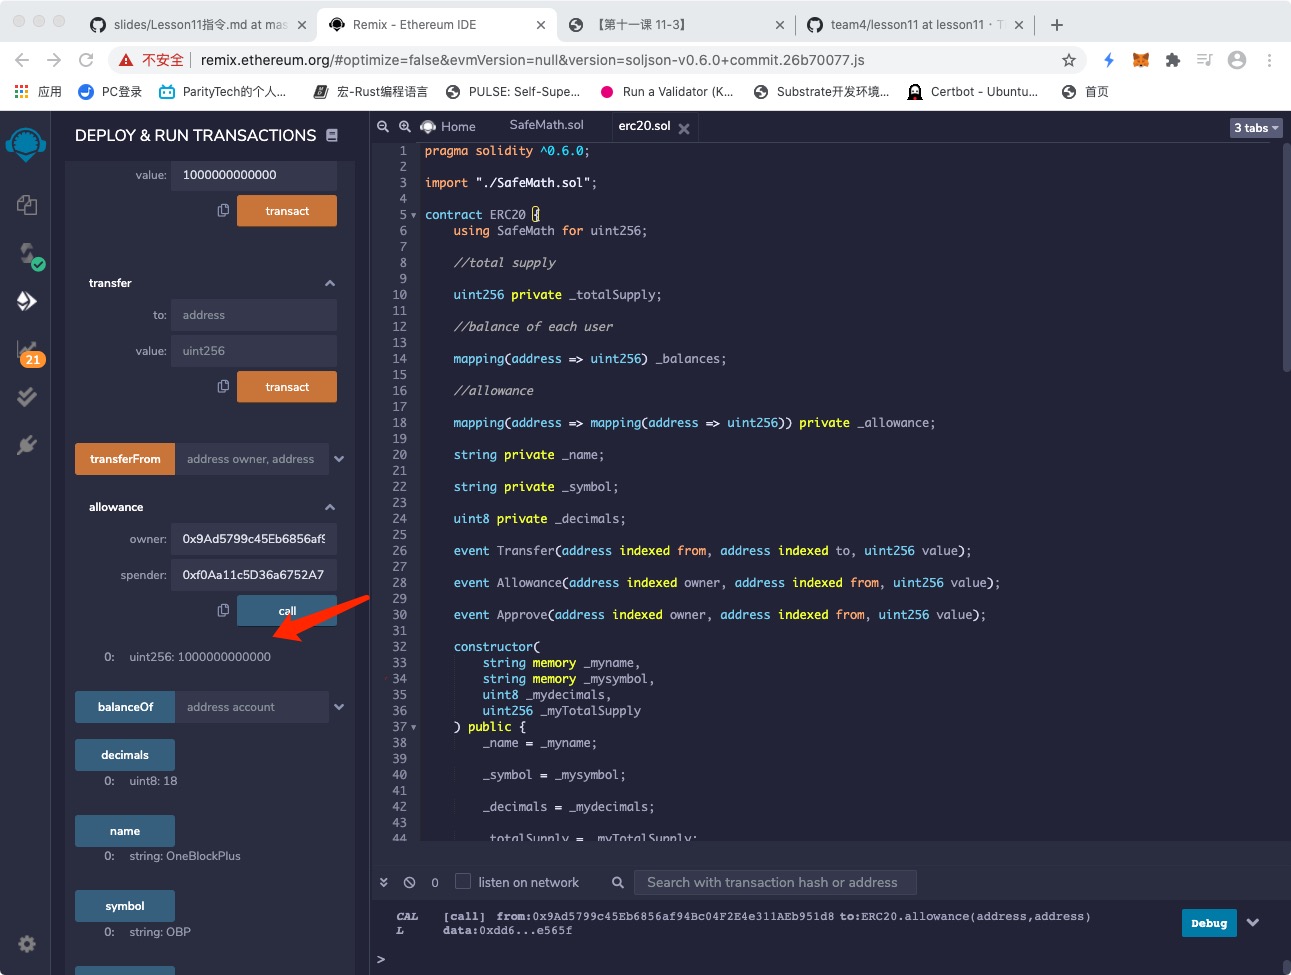 slides/Lesson11指令.md at mas
Remix - Ethereum IDE
【第十一课 11-3】
team4/lesson11 at lesson11 · T
不安全
remix.ethereum.org/#optimize=false&evmVersion=null&version=soljson-v0.6.0+commit.26b70077.js
应用
PC登录
ParityTech的个人...
宏-Rust编程语言
PULSE: Self-Supe...
Run a Validator (K...
Substrate开发环境...
Certbot - Ubuntu...
首页
DEPLOY & RUN TRANSACTIONS
value: 1000000000000
transact
transfer
to: address
value: uint256
transact
transferFrom address owner, address
allowance
owner: 0x9Ad5799c45Eb6856af9
spender: 0xf0Aa11c5D36a6752A7
call
0: uint256: 1000000000000
balanceOf address account
decimals
0: uint8: 18
name
0: string: OneBlockPlus
symbol
0: string: OBP
21
Home
SafeMath.sol
erc20.sol
3 tabs
1 pragma solidity ^0.6.0;
2
3 import "./SafeMath.sol";
4
5 contract ERC20 {
6 using SafeMath for uint256;
7
8 //total supply
9
10 uint256 private _totalSupply;
11
12 //balance of each user
13
14 mapping(address => uint256) _balances;
15
16 //allowance
17
18 mapping(address => mapping(address => uint256)) private _allowance;
19
20 string private _name;
21
22 string private _symbol;
23
24 uint8 private _decimals;
25
26 event Transfer(address indexed from, address indexed to, uint256 value);
27
28 event Allowance(address indexed owner, address indexed from, uint256 value);
29
30 event Approve(address indexed owner, address indexed from, uint256 value);
31
32 constructor(
33 string memory _myname,
34 string memory _mysymbol,
35 uint8 _mydecimals,
36 uint256 _myTotalSupply
37 ) public {
38 _name = _myname;
39
40 _symbol = _mysymbol;
41
42 _decimals = _mydecimals;
43
44 _totalSupply = _myTotalSupply;
0
listen on network
Search with transaction hash or address
CALL
[call] from:0x9Ad5799c45Eb6856af94Bc04F2E4e311AEb951d8 to:ERC20.allowance(address,address)
data:0xdd6...e565f
Debug
>